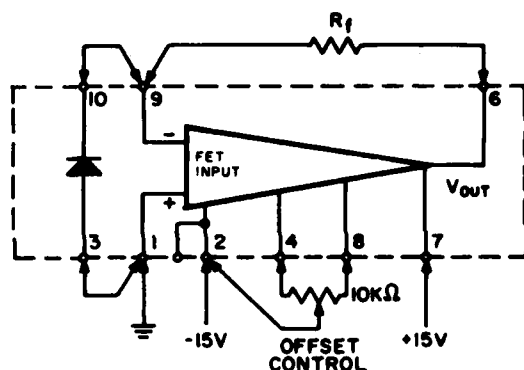 Rf
10 9 6
-
FET
INPUT
+
VOUT
3 1 2 4 8 7
10KΩ
-15V +15V
OFFSET
CONTROL